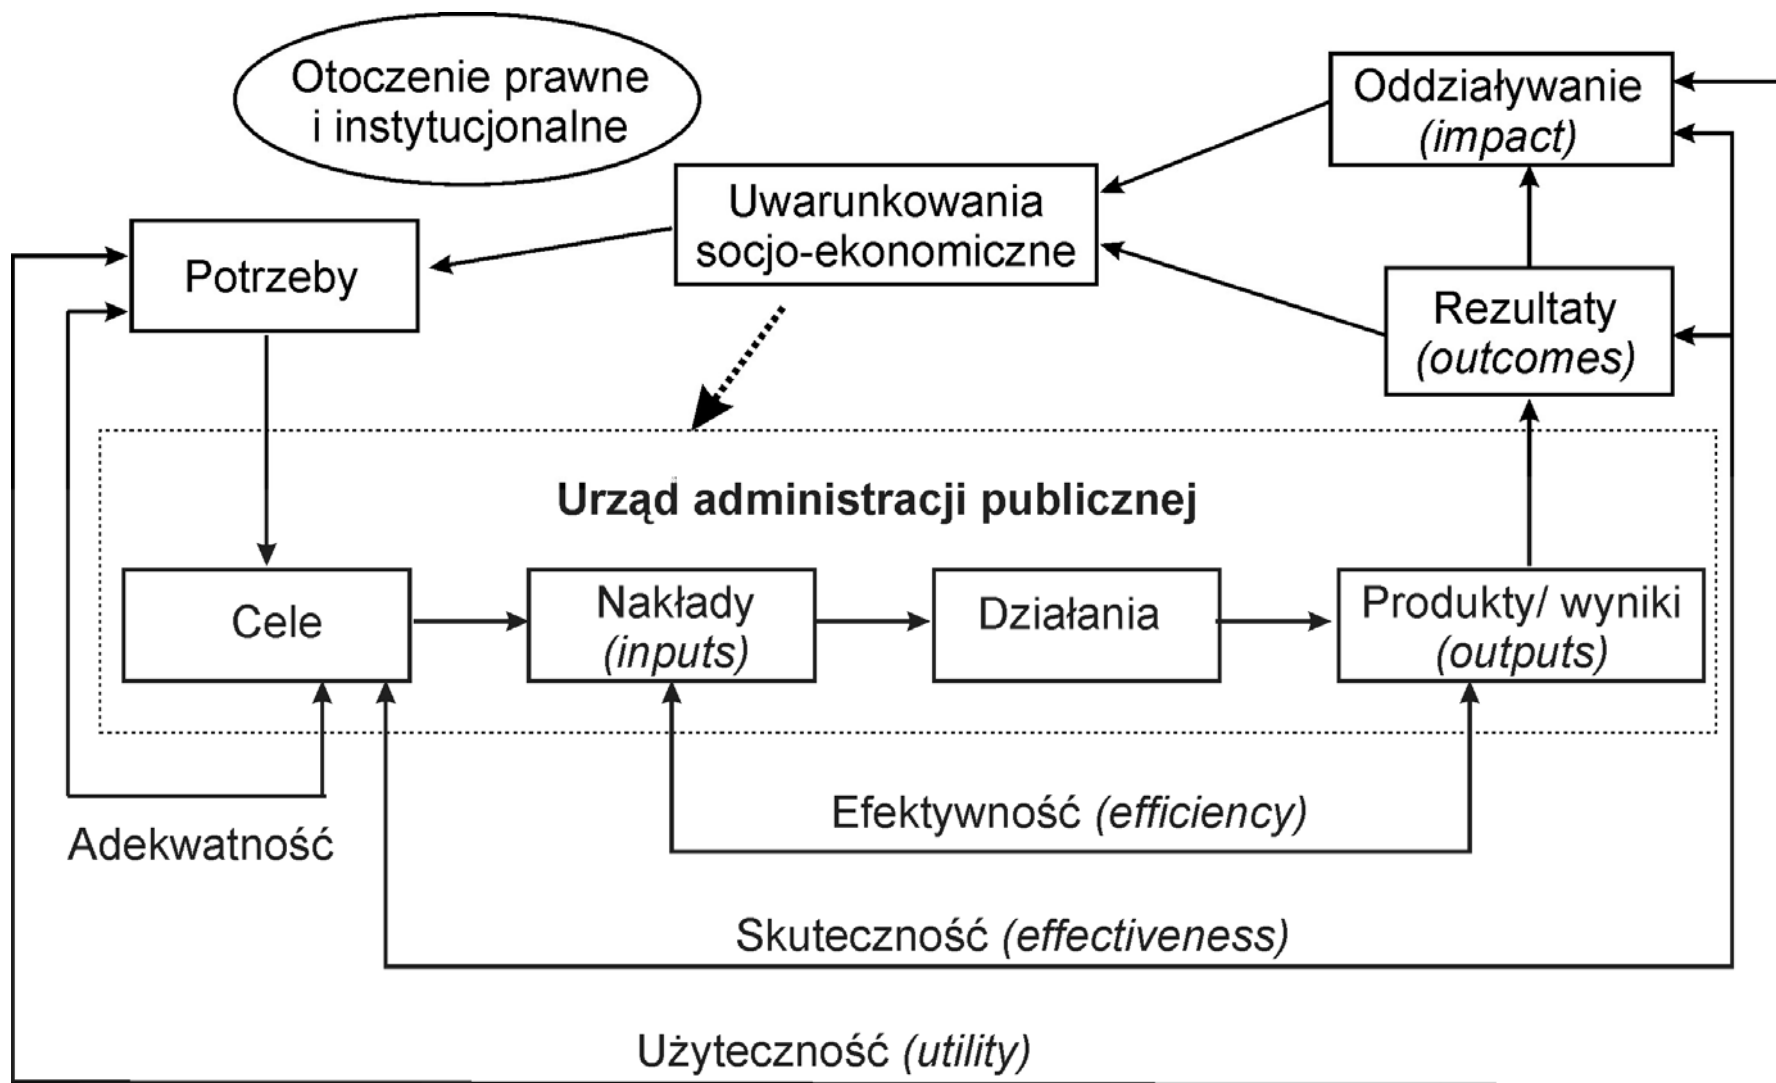 Otoczenie prawne
i instytucjonalne
Oddziaływanie
(impact)
Uwarunkowania
socjo-ekonomiczne
Potrzeby
Rezultaty
(outcomes)
Urząd administracji publicznej
Cele
Nakłady
(inputs)
Działania
Produkty/ wyniki
(outputs)
Efektywność (efficiency)
Adekwatność
Skuteczność (effectiveness)
Użyteczność (utility)